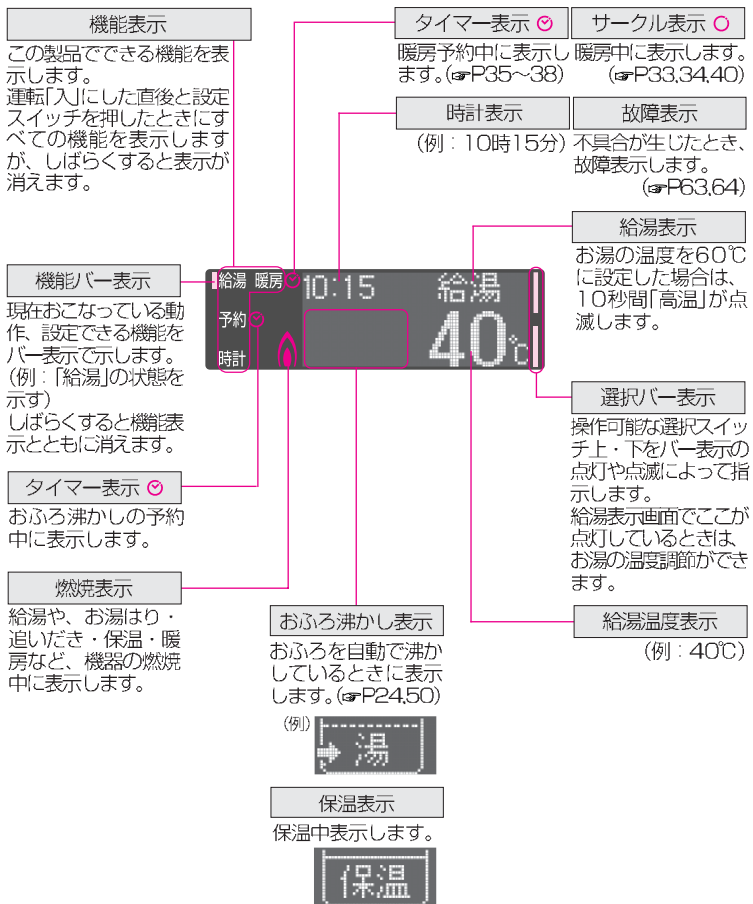 機能表示
この製品でできる機能を表
示します。
運転「入」にした直後と設定
スイッチを押したときにす
べての機能を表示します
が、しばらくすると表示が
消えます。
タイマー表示
暖房予約中に表示し
ます。(☞P35〜38)
サークル表示
暖房中に表示します。
(☞P33,34,40)
時計表示
(例：10時15分)
故障表示
不具合が生じたとき、
故障表示します。
(☞P63,64)
給湯表示
お湯の温度を60℃
に設定した場合は、
10秒間「高温」が点
滅します。
機能バー表示
現在おこなっている動
作、設定できる機能を
バー表示で示します。
(例：「給湯」の状態を
示す)
しばらくすると機能表
示とともに消えます。
給湯 暖房 10:15 給湯
予約
時計
40℃
選択バー表示
操作可能な選択スイッ
チ上・下をバー表示の
点灯や点滅によって指
示します。
給湯表示画面でここが
点灯しているときは、
お湯の温度調節ができ
ます。
タイマー表示
おふろ沸かしの予約
中に表示します。
燃焼表示
給湯や、お湯はり・
追いだき・保温・暖
房など、機器の燃焼
中に表示します。
おふろ沸かし表示
おふろを自動で沸か
しているときに表示
します。(☞P24,50)
(例)
湯
給湯温度表示
(例：40℃)
保温表示
保温中表示します。
保温